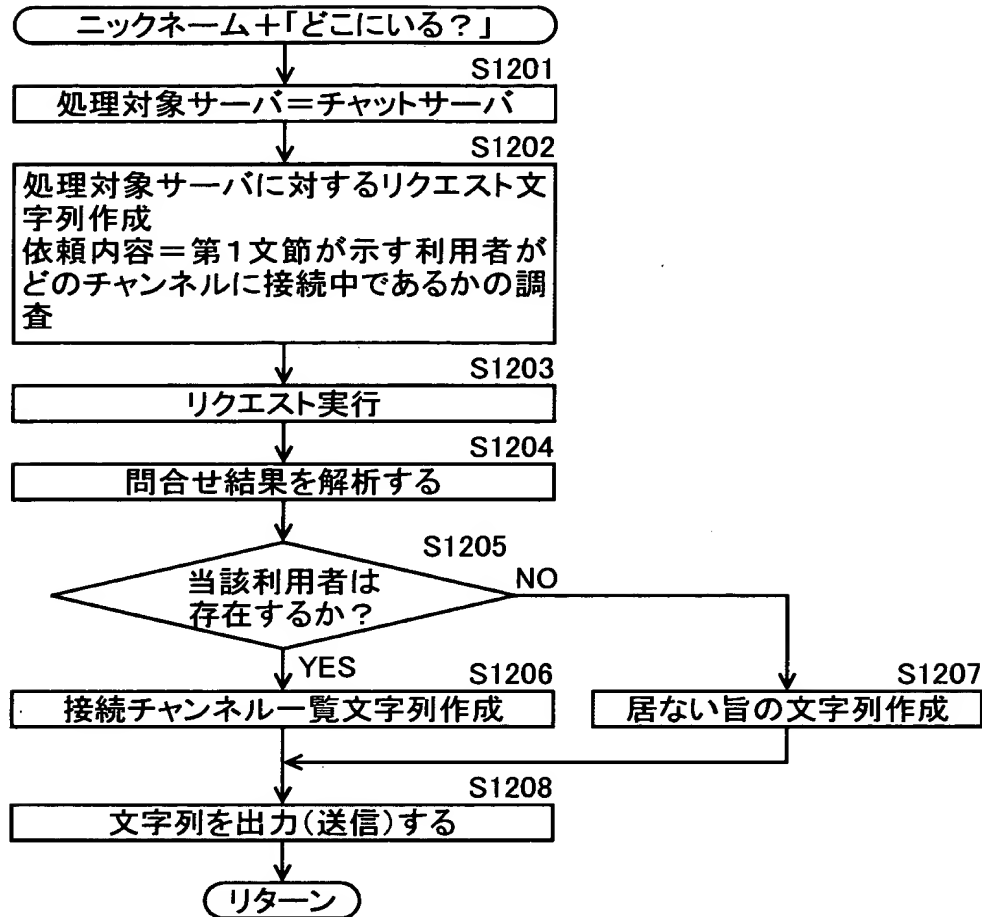 ニックネーム+「どこにいる?」
S1201
処理対象サーバ=チャットサーバ
S1202
処理対象サーバに対するリクエスト文
字列作成
依頼内容=第1文節が示す利用者が
どのチャンネルに接続中であるかの調
査
S1203
リクエスト実行
S1204
問合せ結果を解析する
S1205
当該利用者は
存在するか?
NO
YES
S1206
接続チャンネル一覧文字列作成
S1207
居ない旨の文字列作成
S1208
文字列を出力(送信)する
リターン